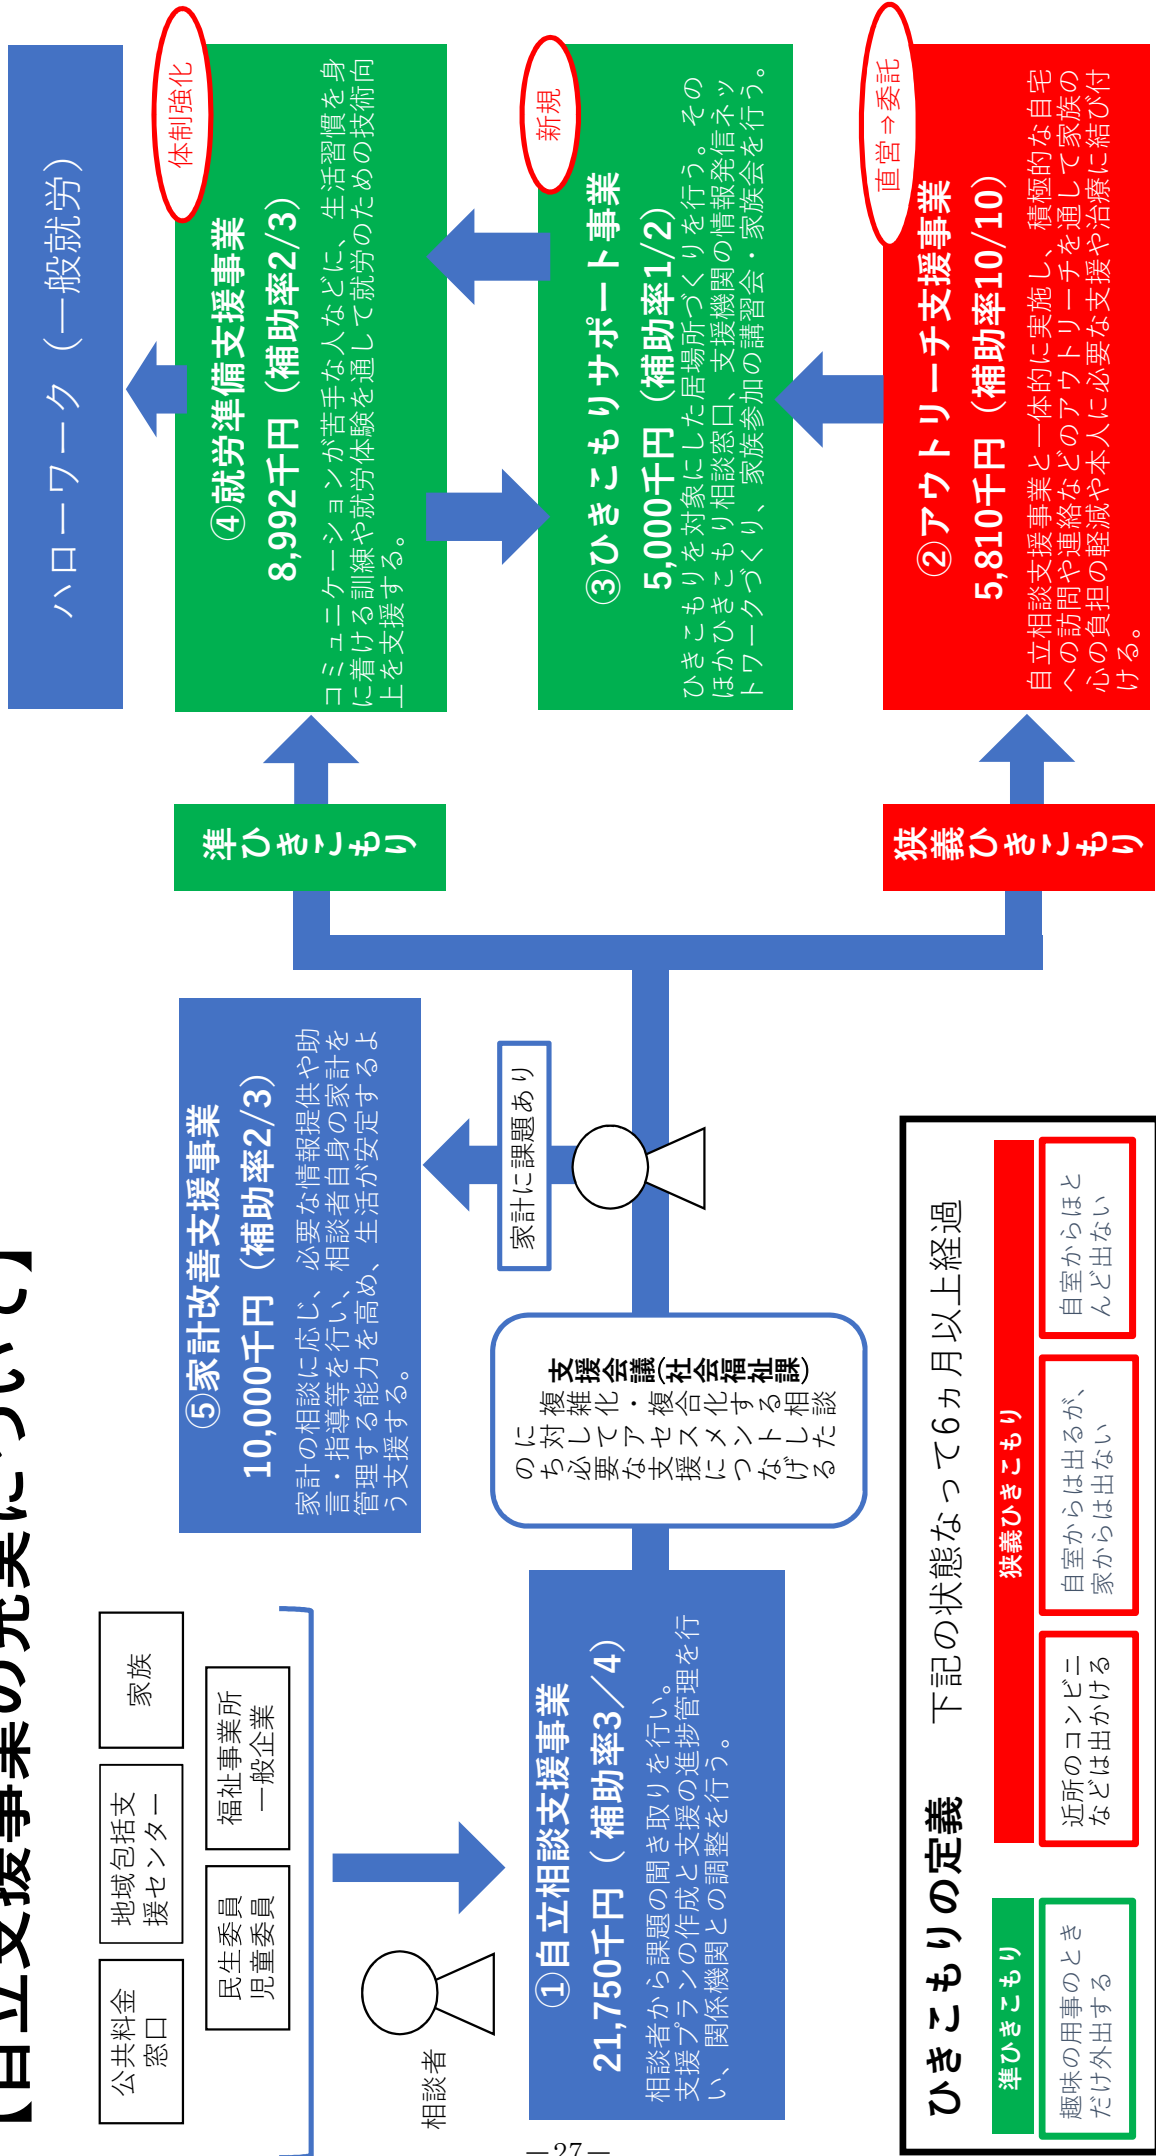 【自立支援事業の充実について】
公共料金
窓口
地域包括支
援センター
家族
民生委員
児童委員
福祉事業所
一般企業
相談者
①自立相談支援事業
21,750千円（補助率3／4）
相談者から課題の聞き取りを行い。
支援プランの作成と支援の進捗管理を行
い、関係機関との調整を行う。
支援会議(社会福祉課)
複雑化・複合化する相談
に対してアセスメントした
のち必要な支援につなげる
家計に課題あり
⑤家計改善支援事業
10,000千円（補助率2/3）
家計の相談に応じ、必要な情報提供や助
言・指導等を行い、相談者自身の家計を
管理する能力を高め、生活が安定するよ
う支援する。
準ひきこもり
狭義ひきこもり
ハローワーク（一般就労）
体制強化
④就労準備支援事業
8,992千円（補助率2/3）
コミュニケーションが苦手な人などに、生活習慣を身
に着ける訓練や就労体験を通して就労のための技術向
上を支援する。
新規
③ひきこもりサポート事業
5,000千円（補助率1/2）
ひきこもりを対象にした居場所づくりを行う。その
ほかひきこもり相談窓口、支援機関の情報発信ネッ
トワークづくり、家族参加の講習会・家族会を行う。
直営⇒委託
②アウトリーチ支援事業
5,810千円（補助率10/10）
自立相談支援事業と一体的に実施し、積極的な自宅
への訪問や連絡などのアウトリーチを通して家族の
心の負担の軽減や本人に必要な支援や治療に結び付
ける。
ひきこもりの定義　下記の状態なって6ヵ月以上経過
準ひきこもり
趣味の用事のとき
だけ外出する
狭義ひきこもり
近所のコンビニ
などは出かける
自室からは出るが、
家からは出ない
自室からほと
んど出ない
－27－